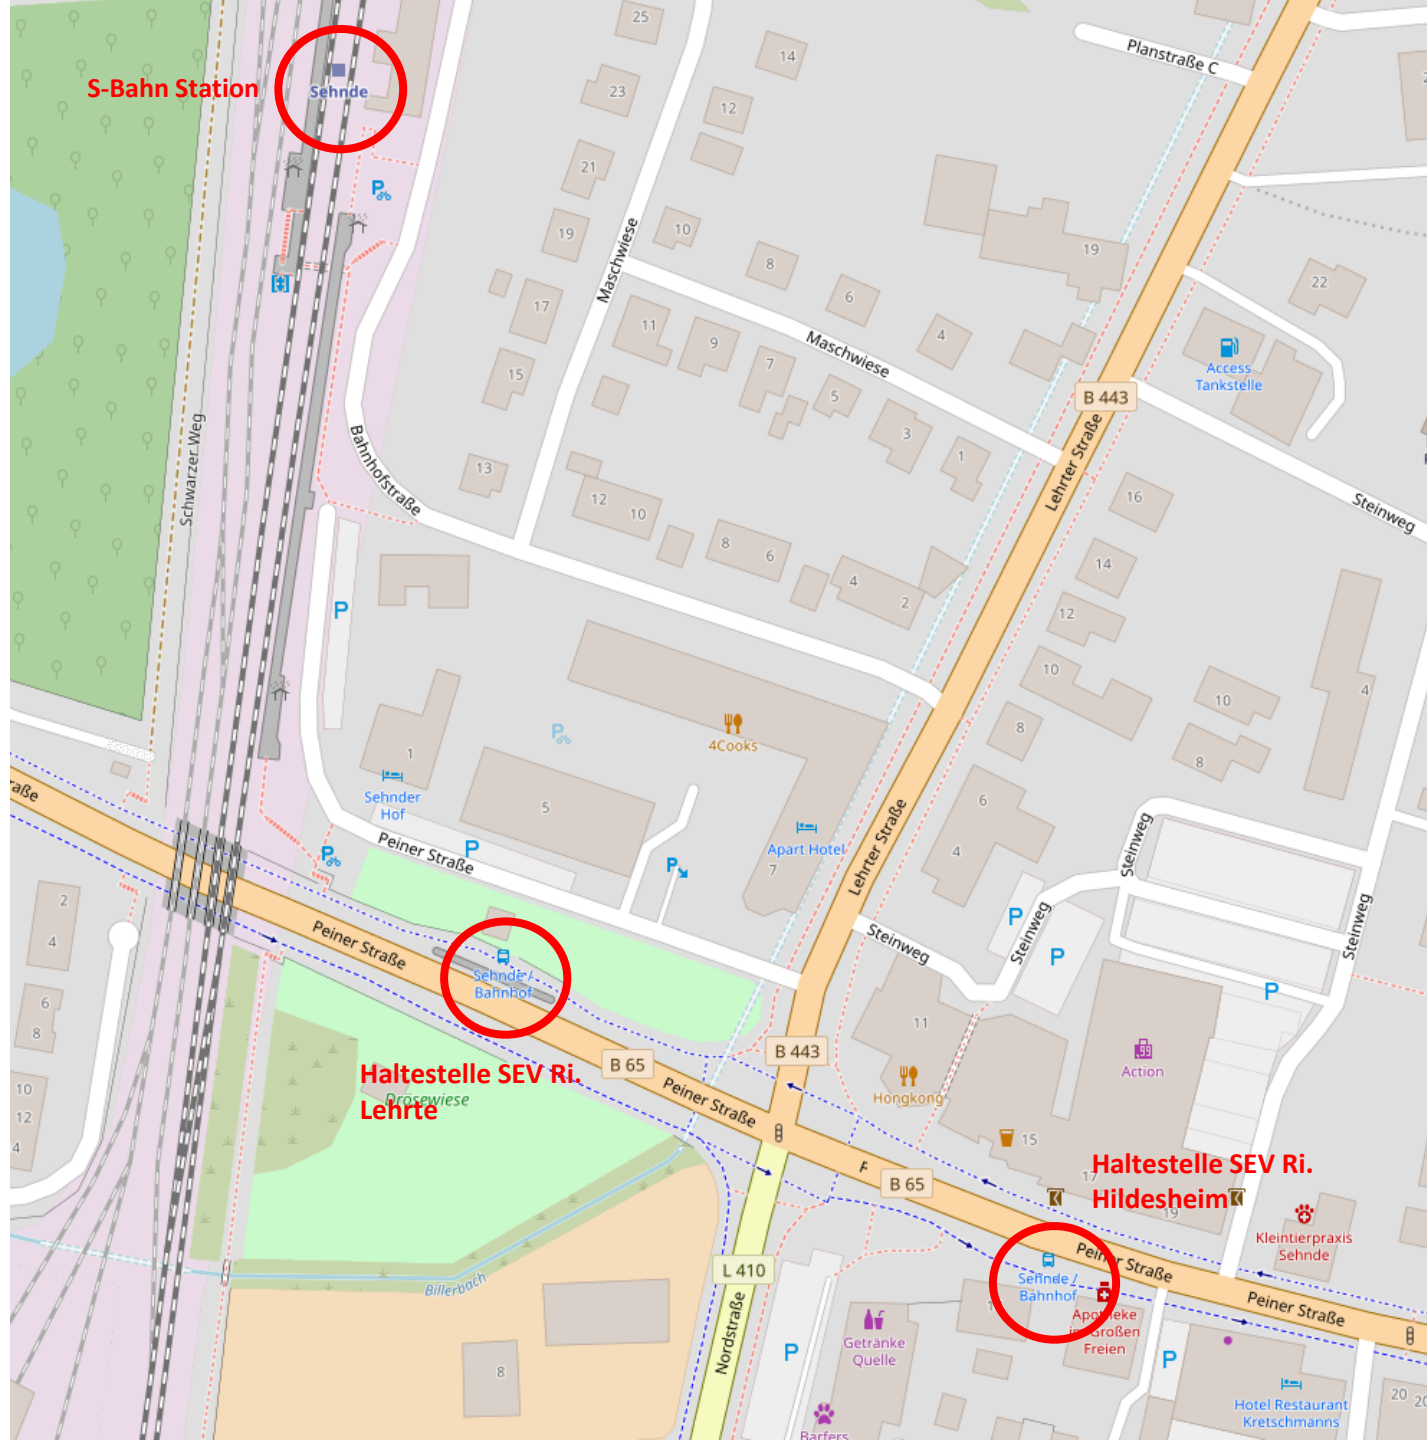 25
14
Planstraße C
S-Bahn Station
Sehnde
23
12
P
21
Maschwiese
10
19
8
19
22
6
17
11
9
4
Maschwiese
7
15
5
Access
Tankstelle
B 443
3
Schwarzer Weg
Bahnhofstraße
13
1
Lehrter Straße
12
10
16
Steinweg
8
6
14
4
2
P
12
10
4
10
8
4Cooks
P
1
8
Sehnder
Hof
5
6
Peiner Straße
P
P
P
Apart Hotel
7
4
Lehrter Straße
Steinweg
Steinweg
Steinweg
Steinweg
2
4
P
P
Peiner Straße
Sehnde /
Bahnhof
6
8
P
11
B 443
Haltestelle SEV Ri.
Lehrte
B 65
Drösewiese
Peiner Straße
Hongkong
Action
10
12
4
15
Haltestelle SEV Ri.
Hildesheim
17
19
B 65
Kleintierpraxis
Sehnde
Peiner Straße
L 410
Billerbach
Sehnde /
Bahnhof
Peiner Straße
Nordstraße
Apotheke
im Großen
Freien
Getränke
Quelle
P
P
8
Hotel Restaurant
Kretschmanns
20
Barfers